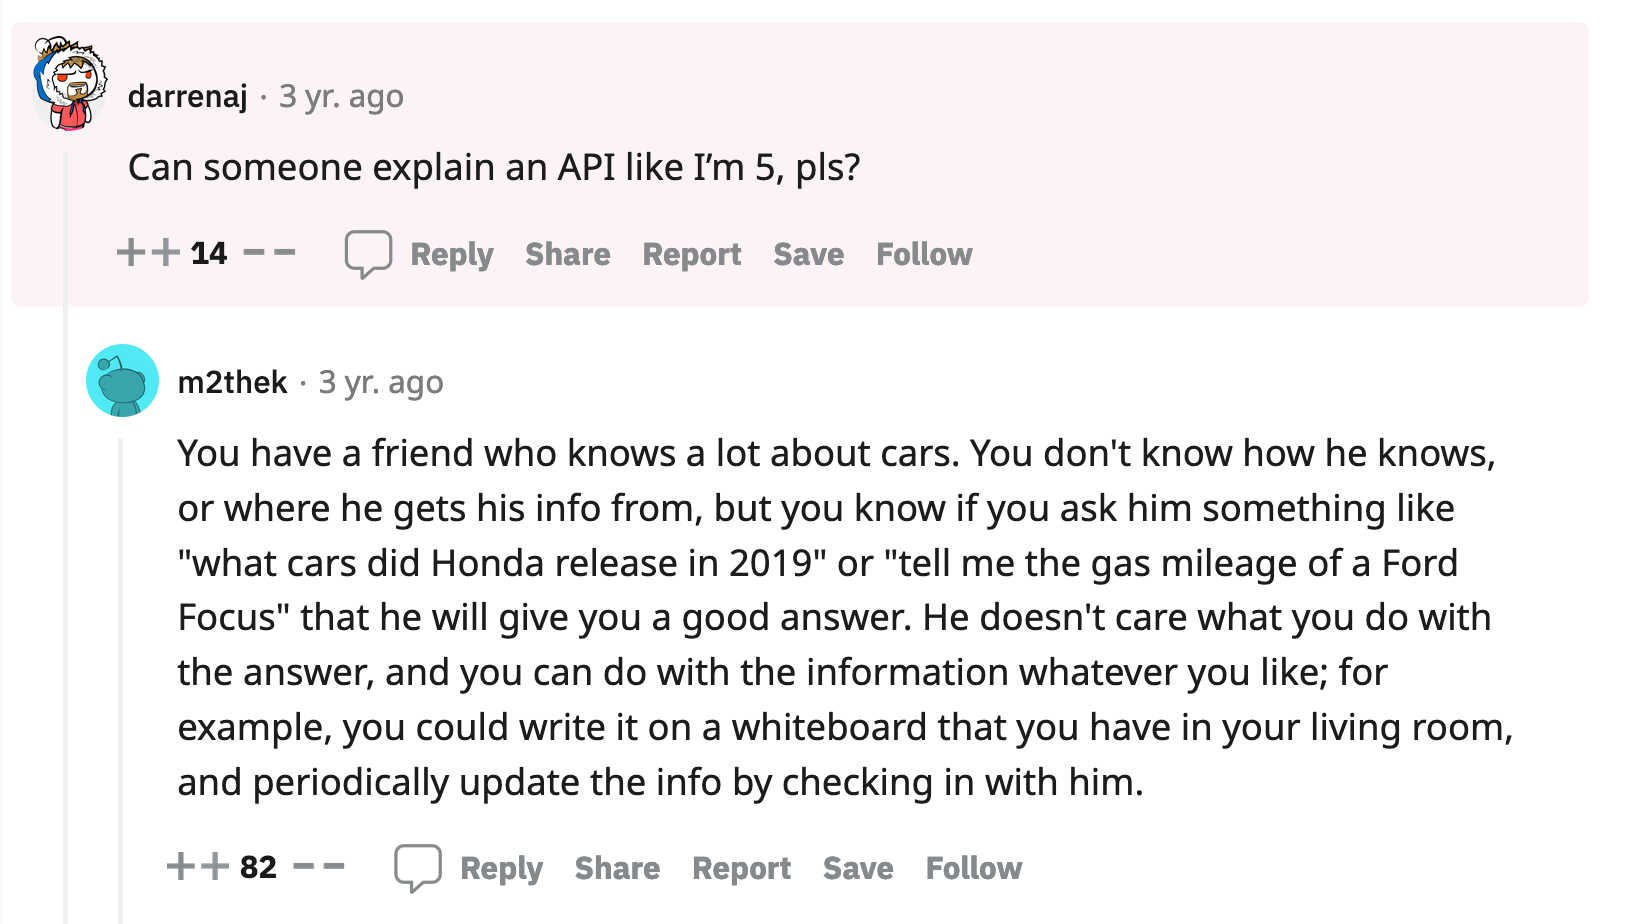 darrenaj · 3 yr. ago
Can someone explain an API like I’m 5, pls?
++ 14 -- Reply Share Report Save Follow
m2thek · 3 yr. ago
You have a friend who knows a lot about cars. You don't know how he knows,
or where he gets his info from, but you know if you ask him something like
"what cars did Honda release in 2019" or "tell me the gas mileage of a Ford
Focus" that he will give you a good answer. He doesn't care what you do with
the answer, and you can do with the information whatever you like; for
example, you could write it on a whiteboard that you have in your living room,
and periodically update the info by checking in with him.
++ 82 -- Reply Share Report Save Follow